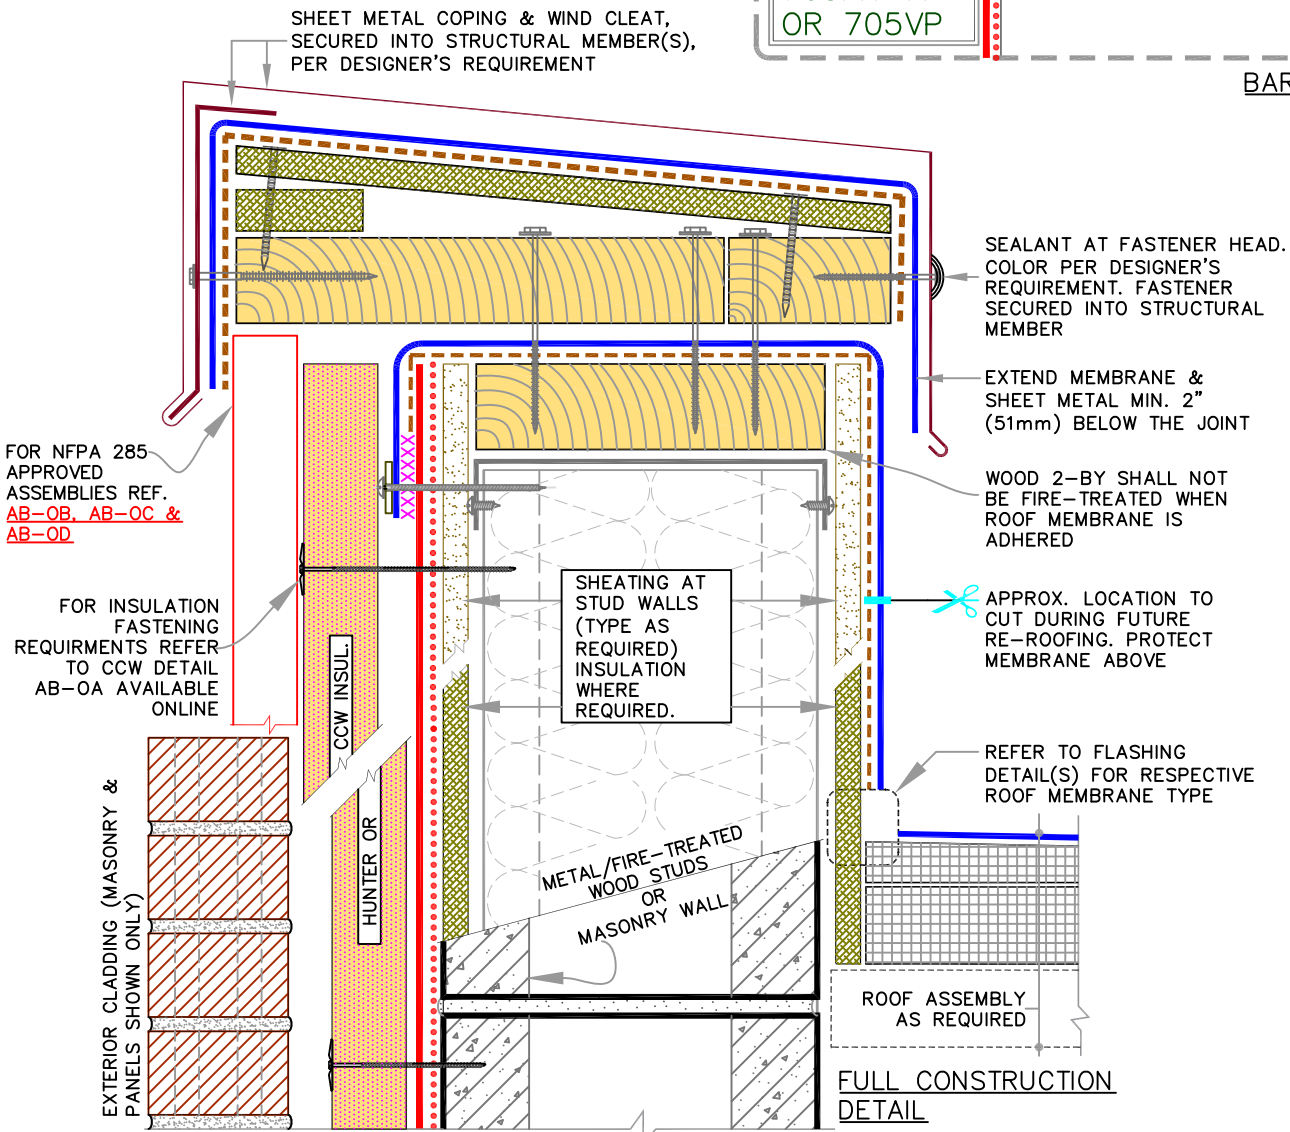 SHEET METAL COPING & WIND CLEAT,
SECURED INTO STRUCTURAL MEMBER(S),
PER DESIGNER'S REQUIREMENT
OR 705VP
BAR
SEALANT AT FASTENER HEAD.
COLOR PER DESIGNER'S
REQUIREMENT. FASTENER
SECURED INTO STRUCTURAL
MEMBER
EXTEND MEMBRANE &
SHEET METAL MIN. 2"
(51mm) BELOW THE JOINT
FOR NFPA 285
APPROVED
ASSEMBLIES REF.
AB-OB, AB-OC &
AB-OD
WOOD 2-BY SHALL NOT
BE FIRE-TREATED WHEN
ROOF MEMBRANE IS
ADHERED
SHEATING AT
STUD WALLS
(TYPE AS
REQUIRED)
INSULATION
WHERE
REQUIRED.
APPROX. LOCATION TO
CUT DURING FUTURE
RE-ROOFING. PROTECT
MEMBRANE ABOVE
FOR INSULATION
FASTENING
REQUIRMENTS REFER
TO CCW DETAIL
AB-OA AVAILABLE
ONLINE
CCW INSUL.
HUNTER OR
REFER TO FLASHING
DETAIL(S) FOR RESPECTIVE
ROOF MEMBRANE TYPE
EXTERIOR CLADDING (MASONRY &
PANELS SHOWN ONLY)
METAL/FIRE-TREATED
WOOD STUDS
OR
MASONRY WALL
ROOF ASSEMBLY
AS REQUIRED
FULL CONSTRUCTION
DETAIL